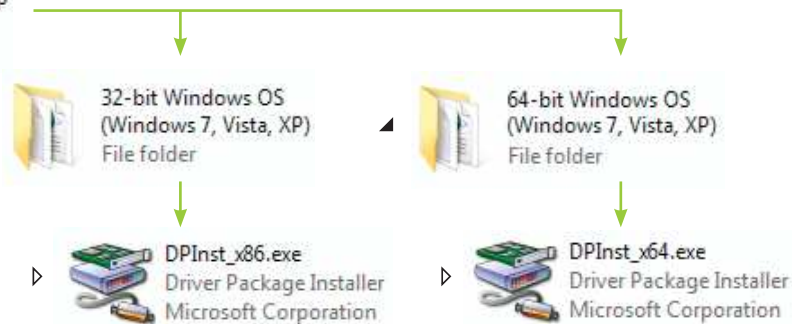 32-bit Windows OS
(Windows 7, Vista, XP)
File folder
64-bit Windows OS
(Windows 7, Vista, XP)
File folder
DPInst_x86.exe
Driver Package Installer
Microsoft Corporation
DPInst_x64.exe
Driver Package Installer
Microsoft Corporation